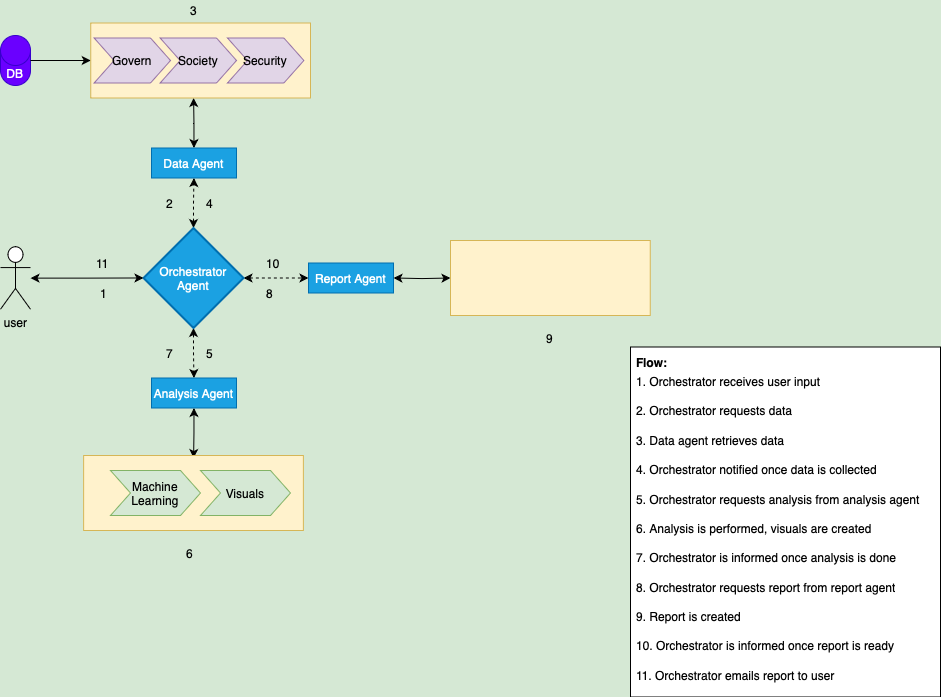 3
DB
Govern
Society
Security
Data Agent
2
4
11
1
user
Orchestrator
Agent
10
8
Report Agent
9
7
5
Analysis Agent
Machine
Learning
Visuals
6
Flow:
1. Orchestrator receives user input
2. Orchestrator requests data
3. Data agent retrieves data
4. Orchestrator notified once data is collected
5. Orchestrator requests analysis from analysis agent
6. Analysis is performed, visuals are created
7. Orchestrator is informed once analysis is done
8. Orchestrator requests report from report agent
9. Report is created
10. Orchestrator is informed once report is ready
11. Orchestrator emails report to user